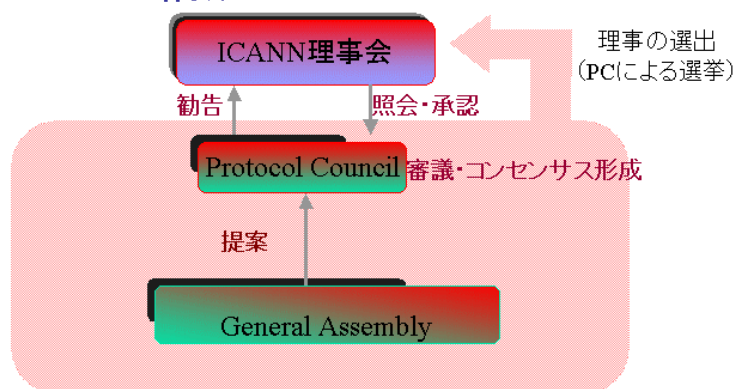 ICANN理事会
理事の選出
(PCによる選挙)
勧告
照会・承認
Protocol Council
審議・コンセンサス形成
提案
General Assembly